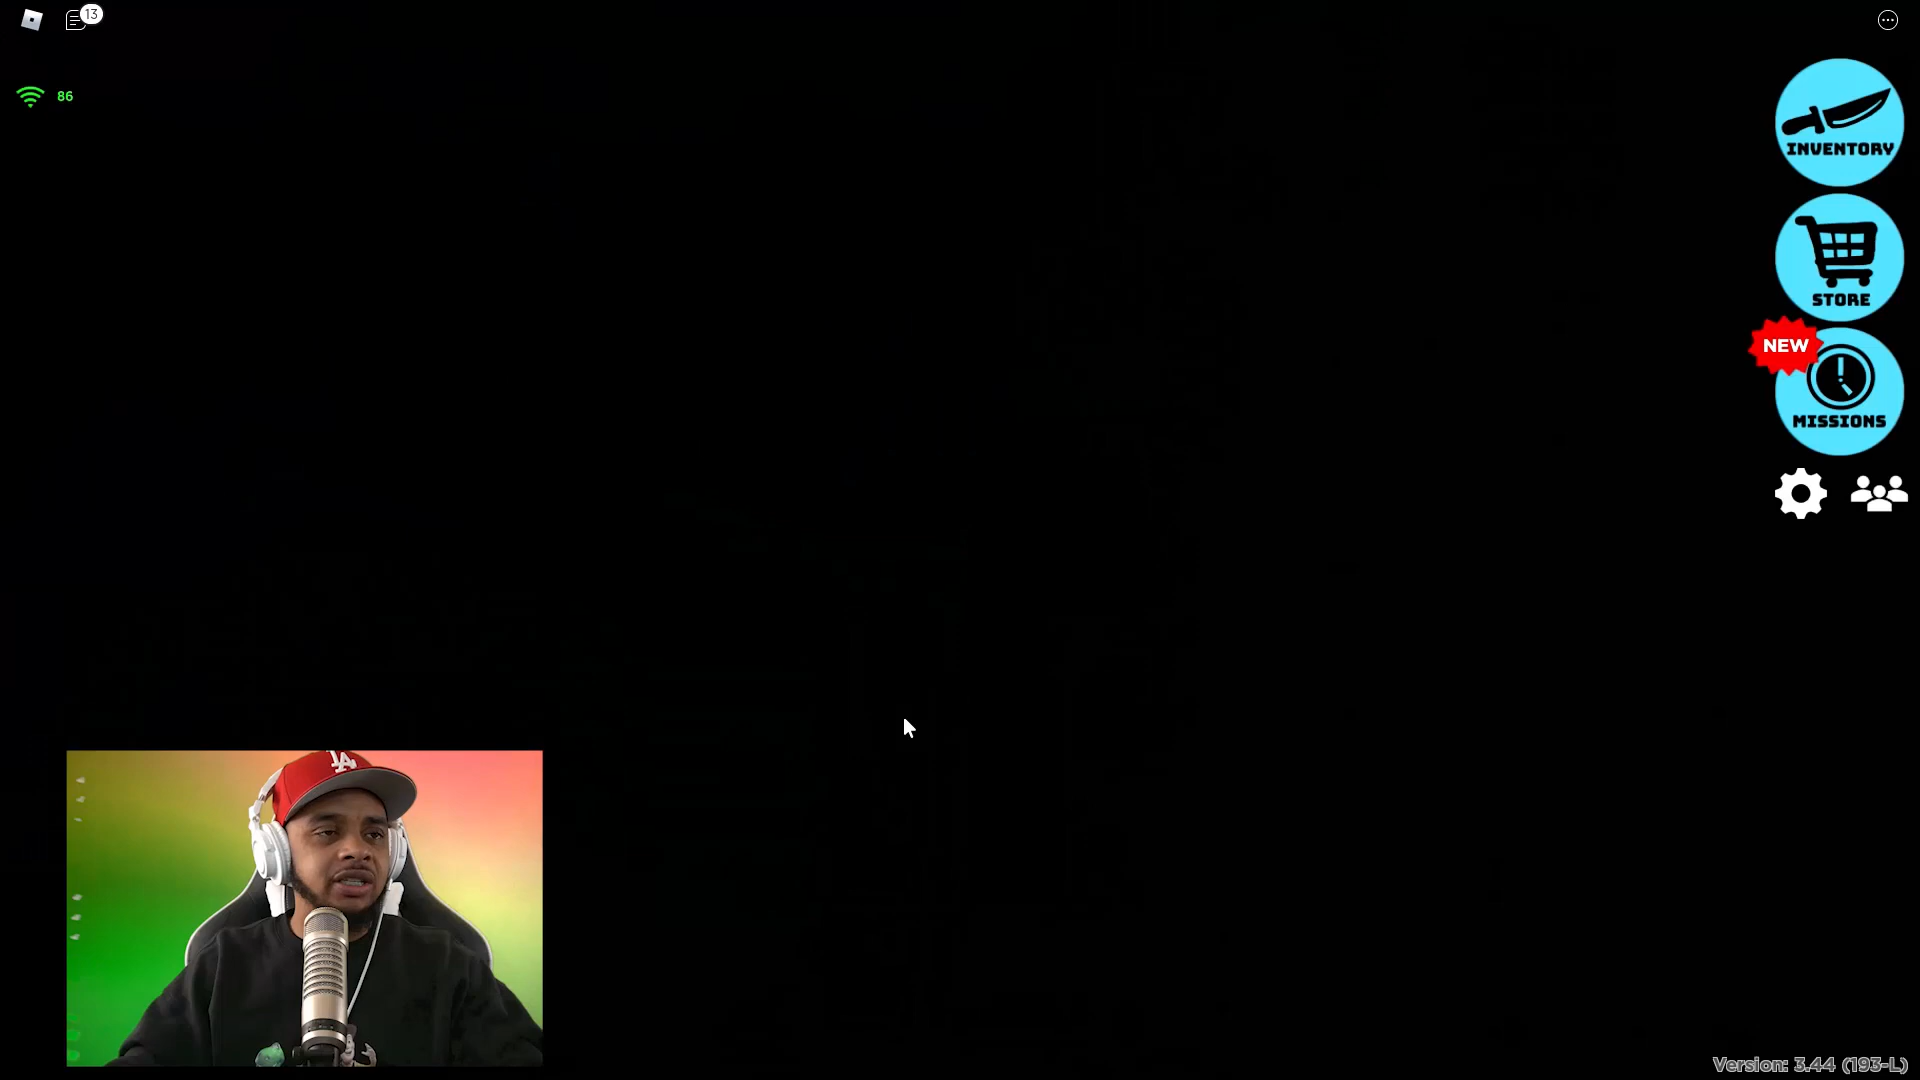 13
86
INVENTORY
STORE
NEW
MISSIONS
LA
Version: 3.44 (193-L)